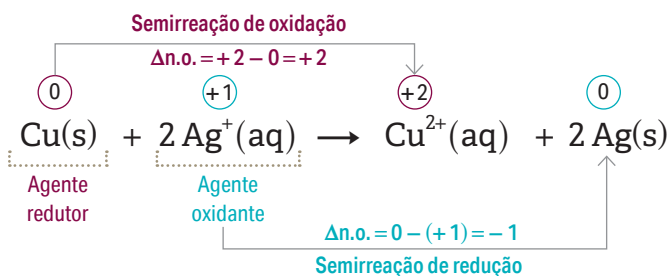 Semirreação de oxidação
Δn.o. = + 2 – 0 = + 2
0 +1 +2 0
Cu(s) + 2 Ag⁺(aq) ⟶ Cu²⁺(aq) + 2 Ag(s)
Agente redutor
Agente oxidante
Δn.o. = 0 – (+ 1) = – 1
Semirreação de redução